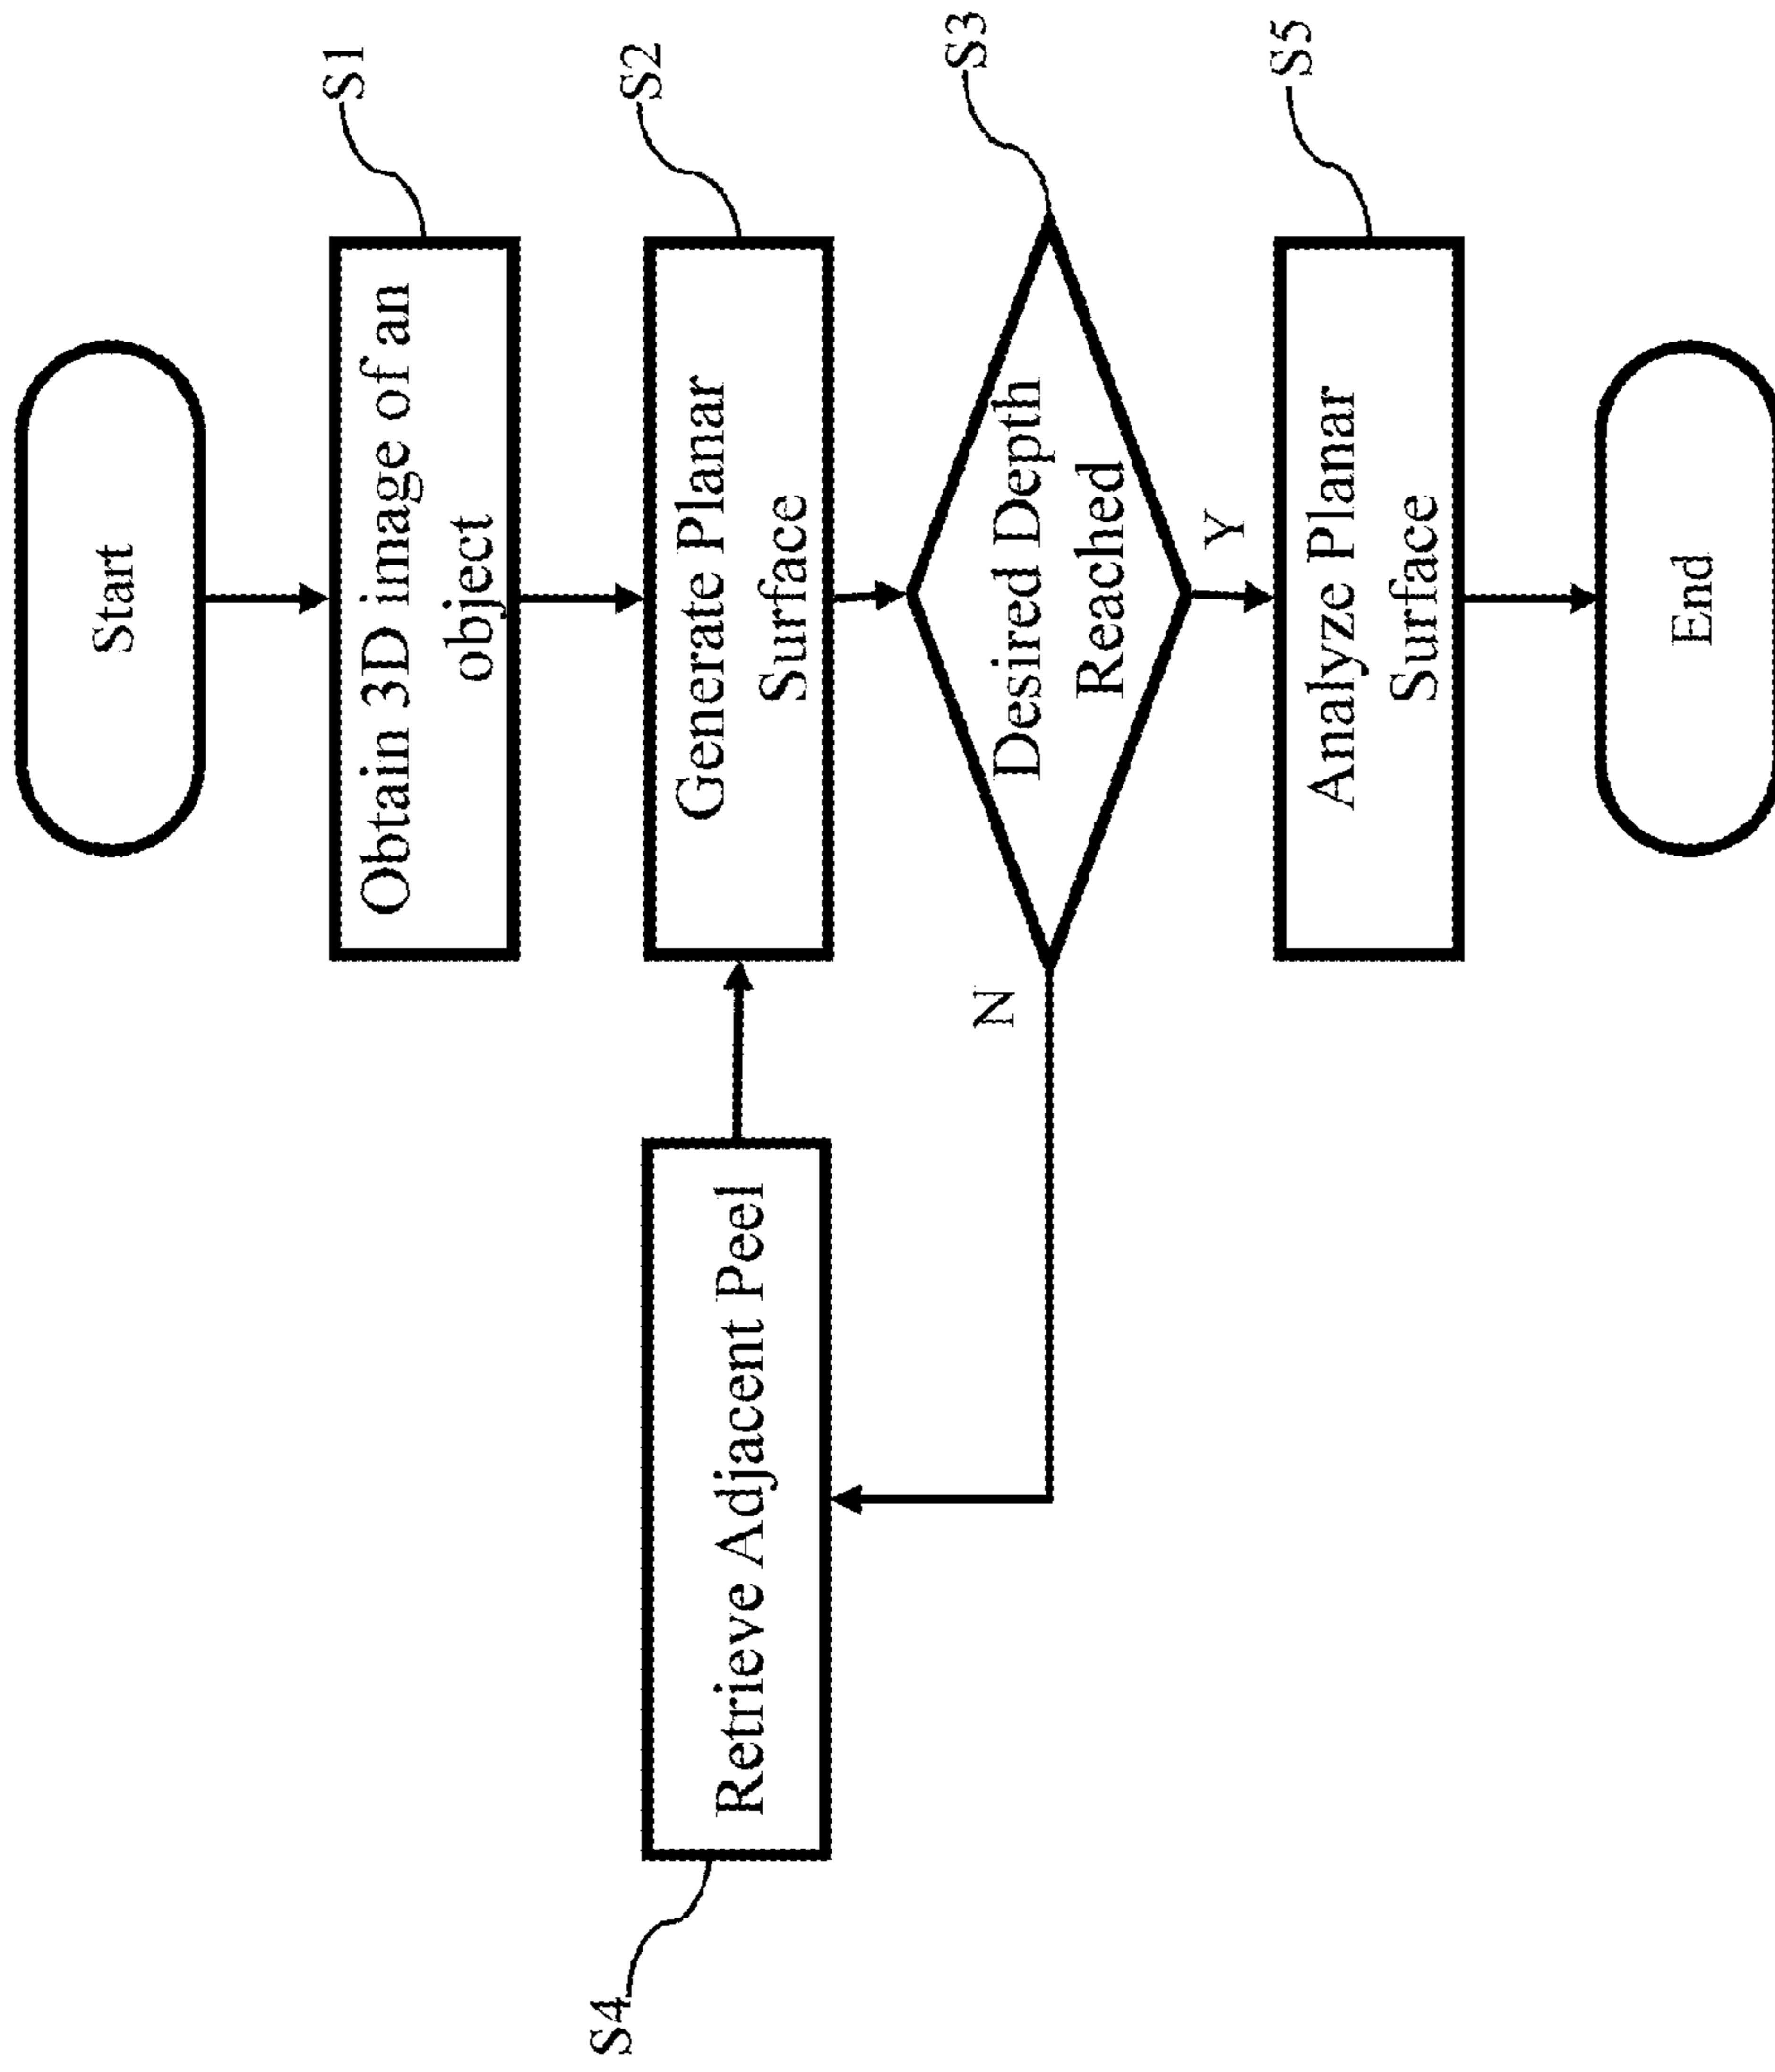 Start
S1
Obtain 3D image of an
object
S2
Generate Planar
Surface
S3
Desired Depth
Reached
N
Y
S4
Retrieve Adjacent Peel
S5
Analyze Planar
Surface
End